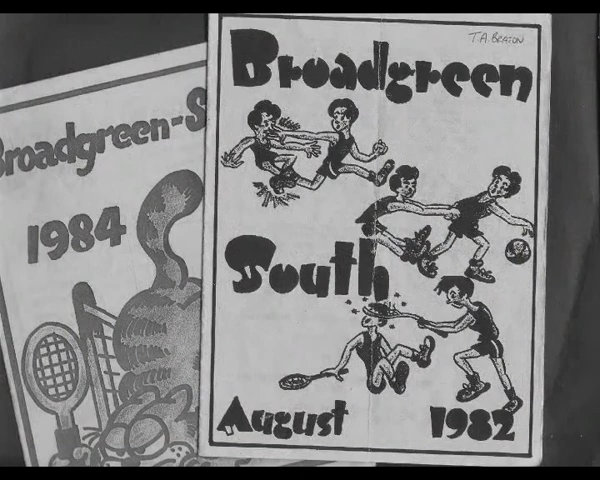 T.A. BEATON
Broadgreen
South
August 1982
Broadgreen-S
1984